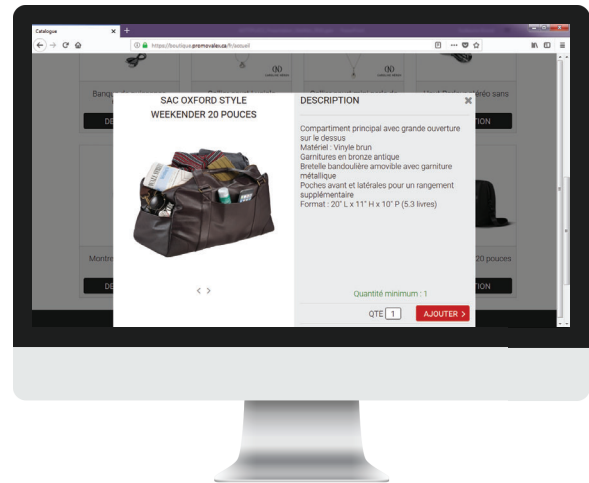 Catalogue
https://boutique.promovalex.ca/fr/accueil
SAC OXFORD STYLE
WEEKENDER 20 POUCES
DESCRIPTION
Compartiment principal avec grande ouverture
sur le dessus
Matériel : Vinyle brun
Garnitures en bronze antique
Bretelle bandoulière amovible avec garniture
métallique
Poches avant et latérales pour un rangement
supplémentaire
Format : 20" L x 11" H x 10" P (5.3 livres)
Quantité minimum : 1
QTE 1
AJOUTER >
Montre
20 pouces